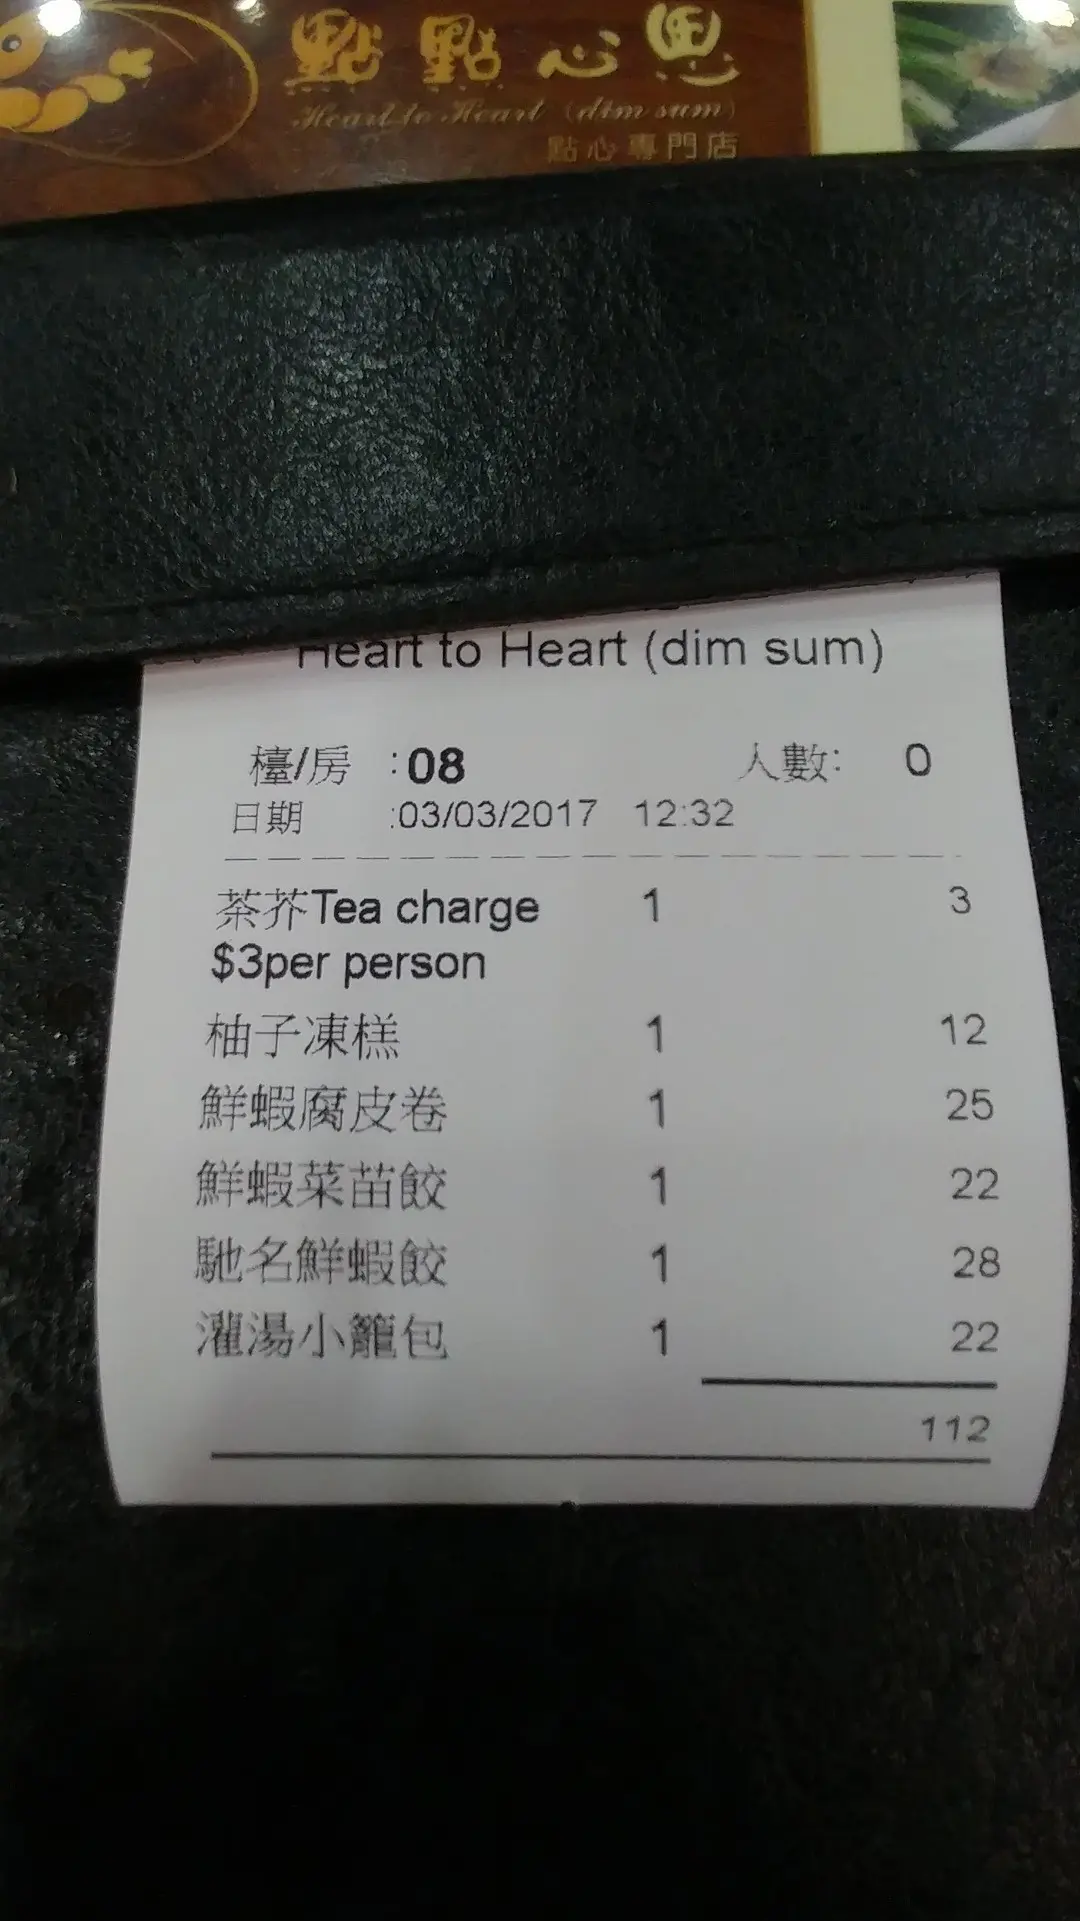 點點心思
Heart to Heart (dim sum)
點心專門店
Heart to Heart (dim sum)
檯/房 :08 人數: 0
日期 :03/03/2017 12:32
茶芥Tea charge 1 3
$3per person
柚子凍糕 1 12
鮮蝦腐皮卷 1 25
鮮蝦菜苗餃 1 22
馳名鮮蝦餃 1 28
灌湯小籠包 1 22
112